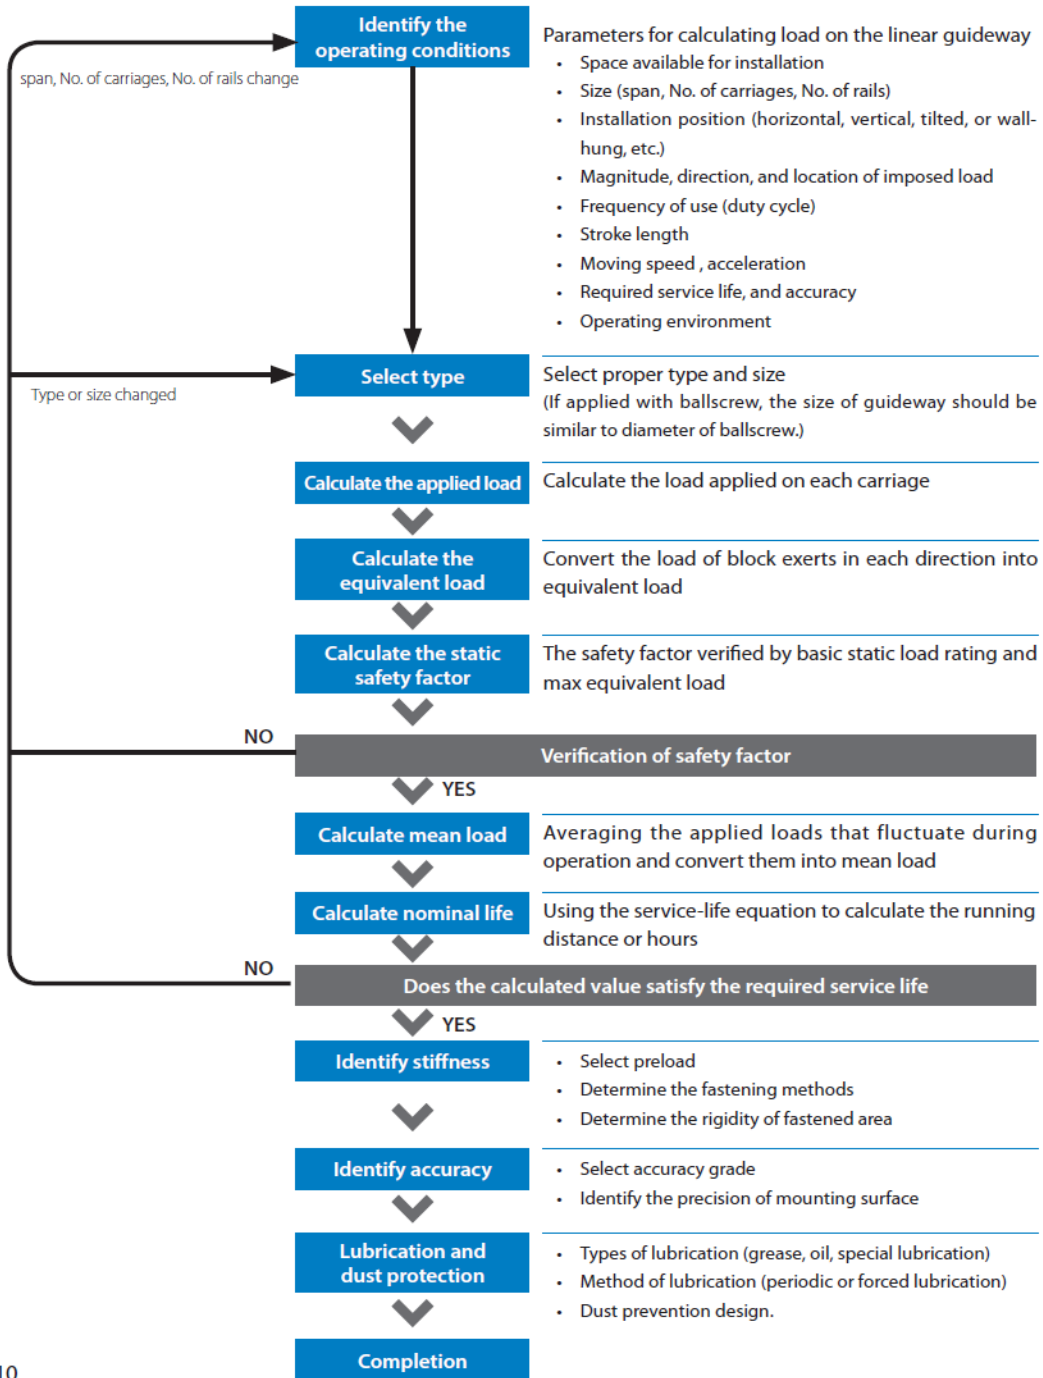 Identify the
operating conditions
span, No. of carriages, No. of rails change
Parameters for calculating load on the linear guideway
• Space available for installation
• Size (span, No. of carriages, No. of rails)
• Installation position (horizontal, vertical, tilted, or wall-
hung, etc.)
• Magnitude, direction, and location of imposed load
• Frequency of use (duty cycle)
• Stroke length
• Moving speed , acceleration
• Required service life, and accuracy
• Operating environment
Select type
Type or size changed
Select proper type and size
(If applied with ballscrew, the size of guideway should be
similar to diameter of ballscrew.)
Calculate the applied load
Calculate the load applied on each carriage
Calculate the
equivalent load
Convert the load of block exerts in each direction into
equivalent load
Calculate the static
safety factor
The safety factor verified by basic static load rating and
max equivalent load
NO
Verification of safety factor
YES
Calculate mean load
Averaging the applied loads that fluctuate during
operation and convert them into mean load
Calculate nominal life
Using the service-life equation to calculate the running
distance or hours
NO
Does the calculated value satisfy the required service life
YES
Identify stiffness
• Select preload
• Determine the fastening methods
• Determine the rigidity of fastened area
Identify accuracy
• Select accuracy grade
• Identify the precision of mounting surface
Lubrication and
dust protection
• Types of lubrication (grease, oil, special lubrication)
• Method of lubrication (periodic or forced lubrication)
• Dust prevention design.
Completion
10